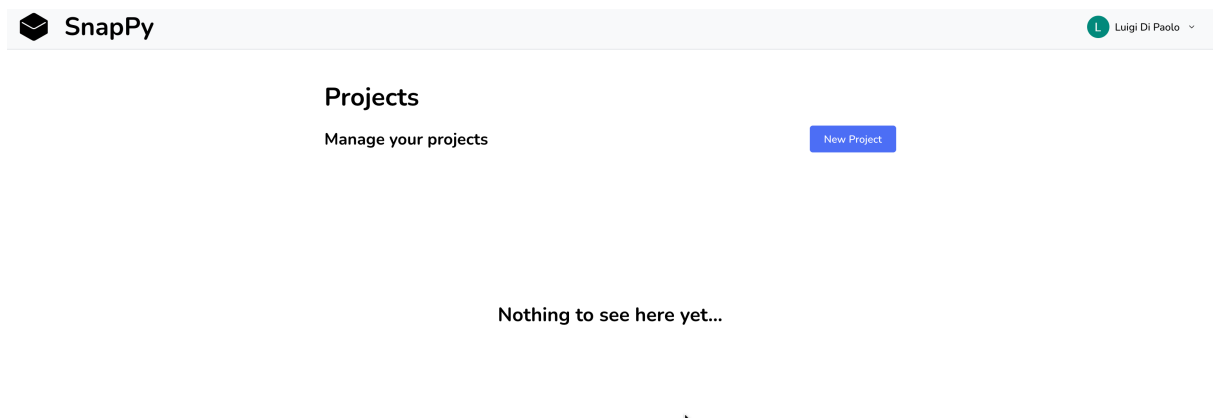 SnapPy
L Luigi Di Paolo
Projects
Manage your projects
New Project
Nothing to see here yet...